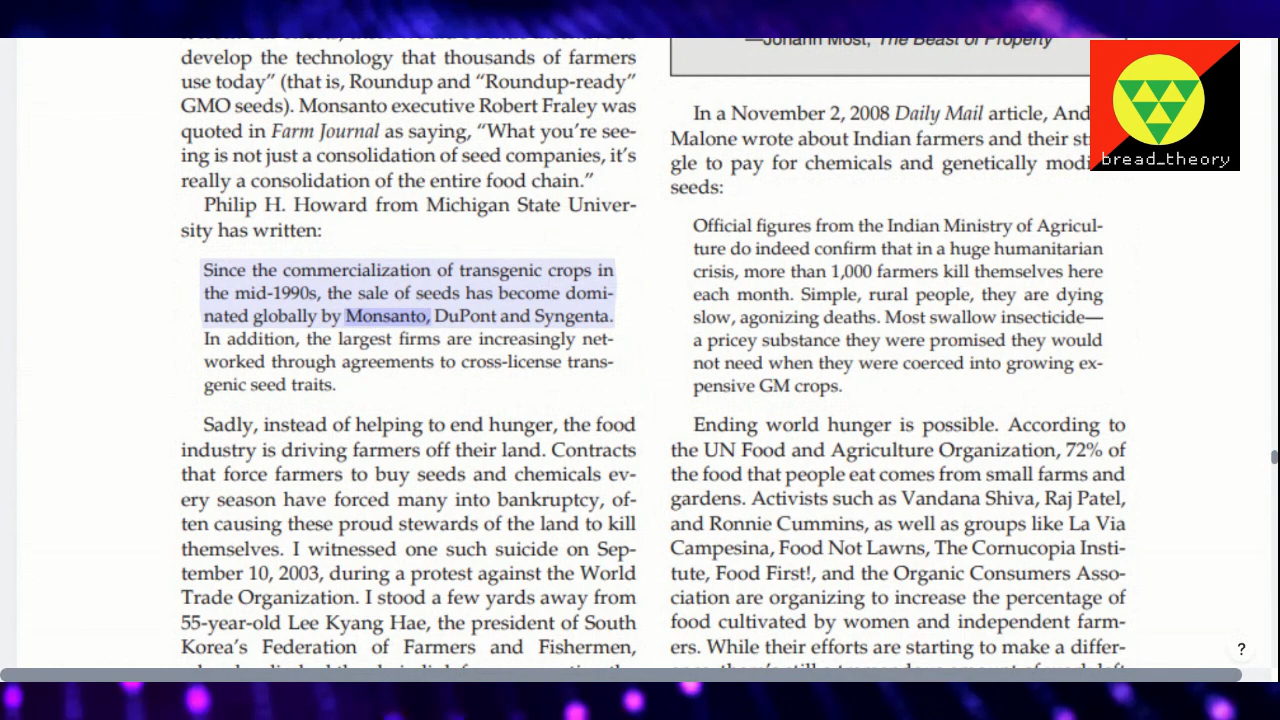 develop the technology that thousands of farmers
use today” (that is, Roundup and “Roundup-ready”
GMO seeds). Monsanto executive Robert Fraley was
quoted in Farm Journal as saying, “What you’re see-
ing is not just a consolidation of seed companies, it’s
really a consolidation of the entire food chain.”
Philip H. Howard from Michigan State Univer-
sity has written:
Since the commercialization of transgenic crops in
the mid-1990s, the sale of seeds has become domi-
nated globally by Monsanto, DuPont and Syngenta.
In addition, the largest firms are increasingly net-
worked through agreements to cross-license trans-
genic seed traits.
Sadly, instead of helping to end hunger, the food
industry is driving farmers off their land. Contracts
that force farmers to buy seeds and chemicals ev-
ery season have forced many into bankruptcy, of-
ten causing these proud stewards of the land to kill
themselves. I witnessed one such suicide on Sep-
tember 10, 2003, during a protest against the World
Trade Organization. I stood a few yards away from
55-year-old Lee Kyang Hae, the president of South
Korea’s Federation of Farmers and Fishermen,
—Johann Most, The Beast of Property
In a November 2, 2008 Daily Mail article, And
Malone wrote about Indian farmers and their st
gle to pay for chemicals and genetically modi
seeds:
Official figures from the Indian Ministry of Agricul-
ture do indeed confirm that in a huge humanitarian
crisis, more than 1,000 farmers kill themselves here
each month. Simple, rural people, they are dying
slow, agonizing deaths. Most swallow insecticide—
a pricey substance they were promised they would
not need when they were coerced into growing ex-
pensive GM crops.
Ending world hunger is possible. According to
the UN Food and Agriculture Organization, 72% of
the food that people eat comes from small farms and
gardens. Activists such as Vandana Shiva, Raj Patel,
and Ronnie Cummins, as well as groups like La Via
Campesina, Food Not Lawns, The Cornucopia Insti-
tute, Food First!, and the Organic Consumers Asso-
ciation are organizing to increase the percentage of
food cultivated by women and independent farm-
ers. While their efforts are starting to make a differ-
bread_theory
?